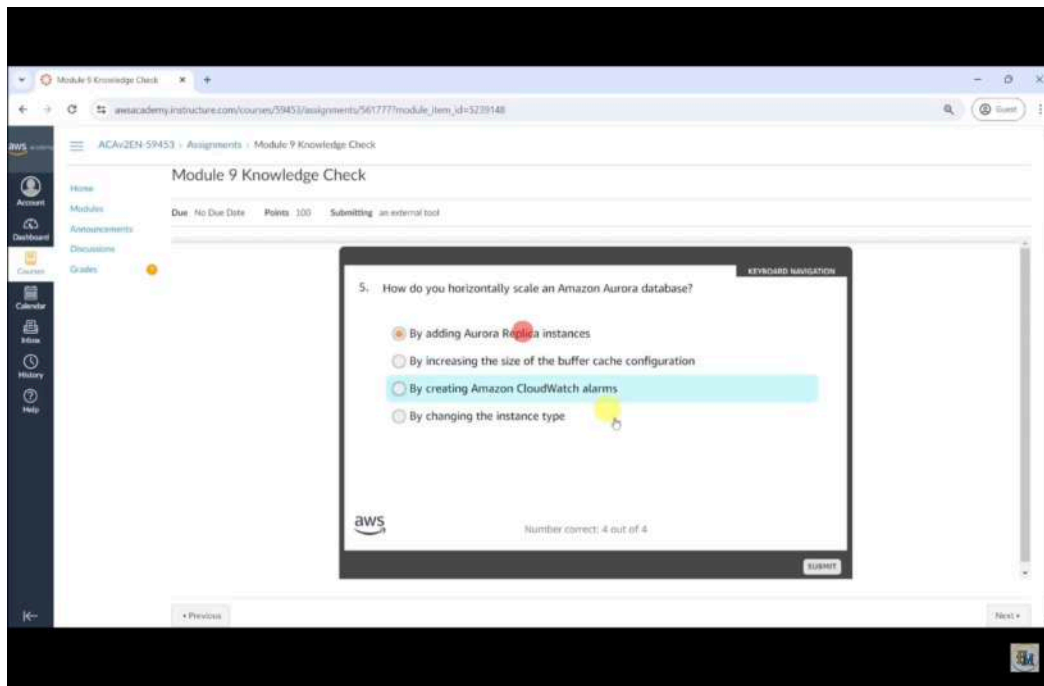 Module 9 Knowledge Check
awsacademy.instructure.com/courses/59453/assignments/561777?module_item_id=5239148
Guest
aws academy
ACAv2EN-59453 › Assignments › Module 9 Knowledge Check
Account
Dashboard
Courses
Calendar
Inbox
History
Help
Home
Modules
Announcements
Discussions
Grades
Module 9 Knowledge Check
Due No Due Date Points 100 Submitting an external tool
KEYBOARD NAVIGATION
5. How do you horizontally scale an Amazon Aurora database?
By adding Aurora Replica instances
By increasing the size of the buffer cache configuration
By creating Amazon CloudWatch alarms
By changing the instance type
aws
Number correct: 4 out of 4
SUBMIT
Previous
Next